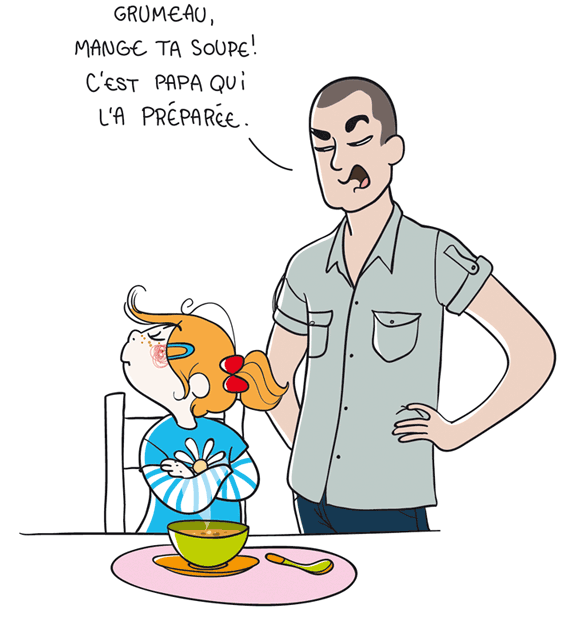 GRUMEAU,
MANGE TA SOUPE!
C'EST PAPA QUI
L'A PRÉPARÉE.